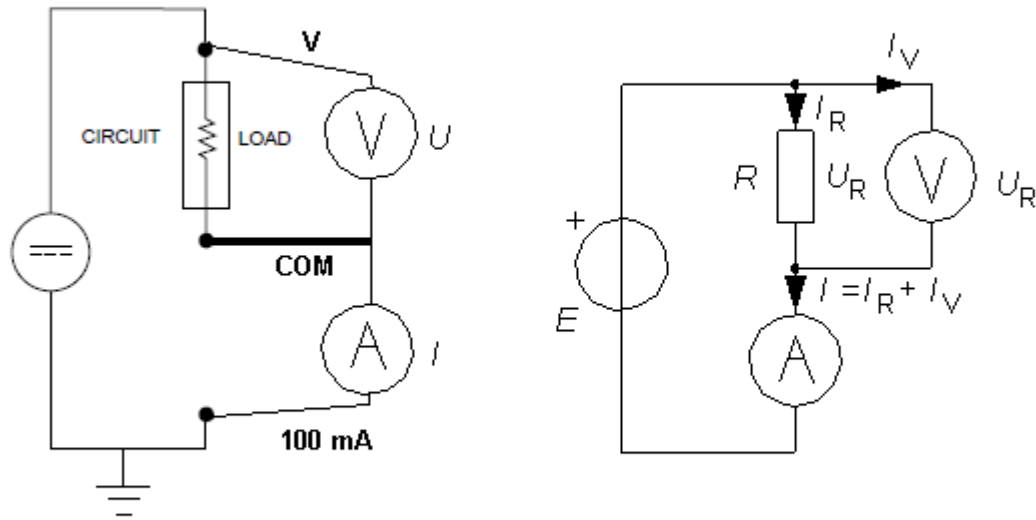 V
CIRCUIT LOAD
V U
COM
A I
100 mA
I_V
I_R
R U_R V U_R
+
I = I_R + I_V
E
A